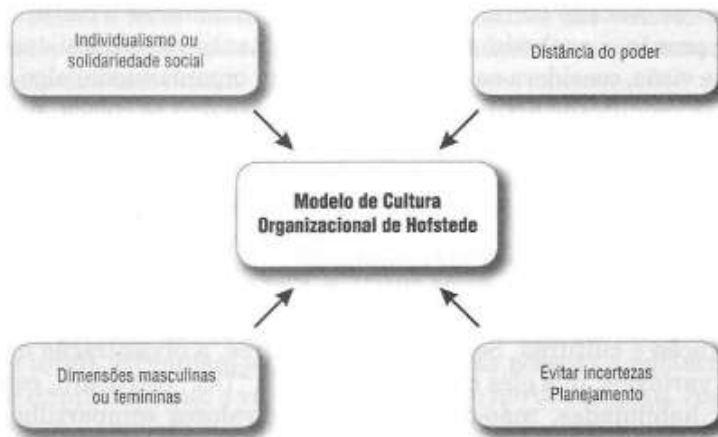 Individualismo ou
solidariedade social
Distância do poder
Modelo de Cultura
Organizacional de Hofstede
Dimensões masculinas
ou femininas
Evitar incertezas
Planejamento